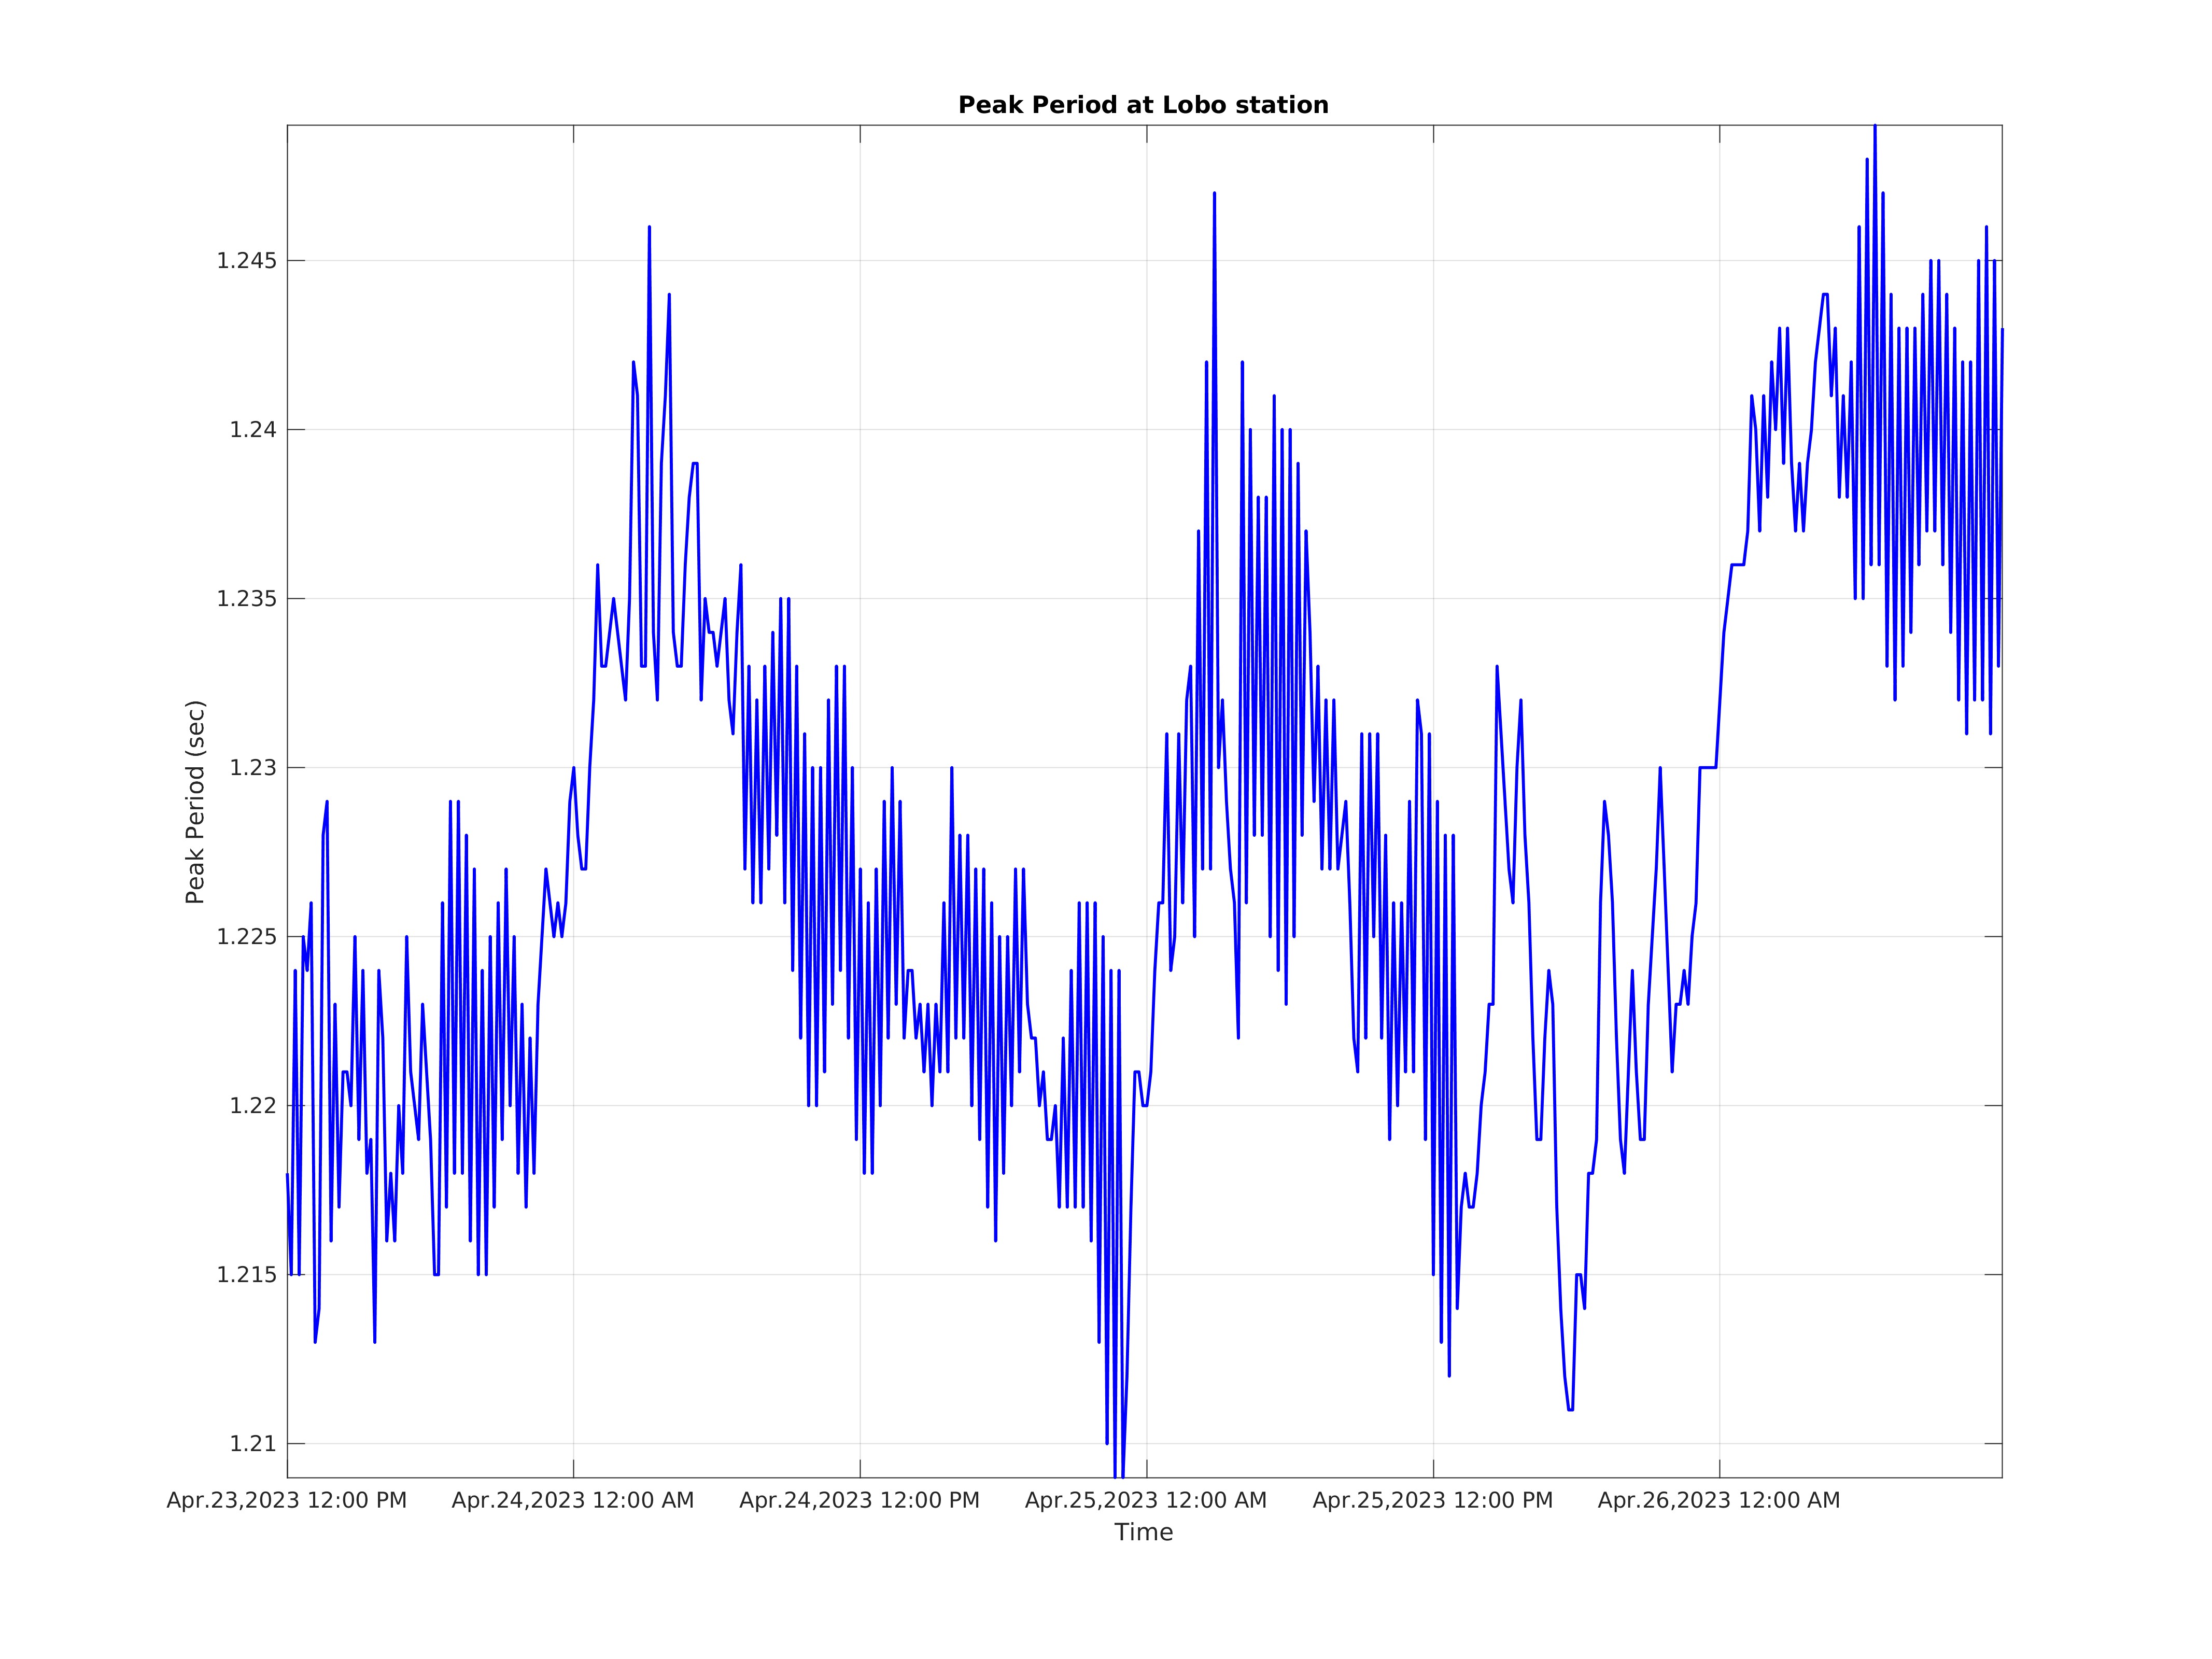 Peak Period at Lobo station
Peak Period (sec)
1.245
1.24
1.235
1.23
1.225
1.22
1.215
1.21
Apr.23,2023 12:00 PM
Apr.24,2023 12:00 AM
Apr.24,2023 12:00 PM
Apr.25,2023 12:00 AM
Apr.25,2023 12:00 PM
Apr.26,2023 12:00 AM
Time